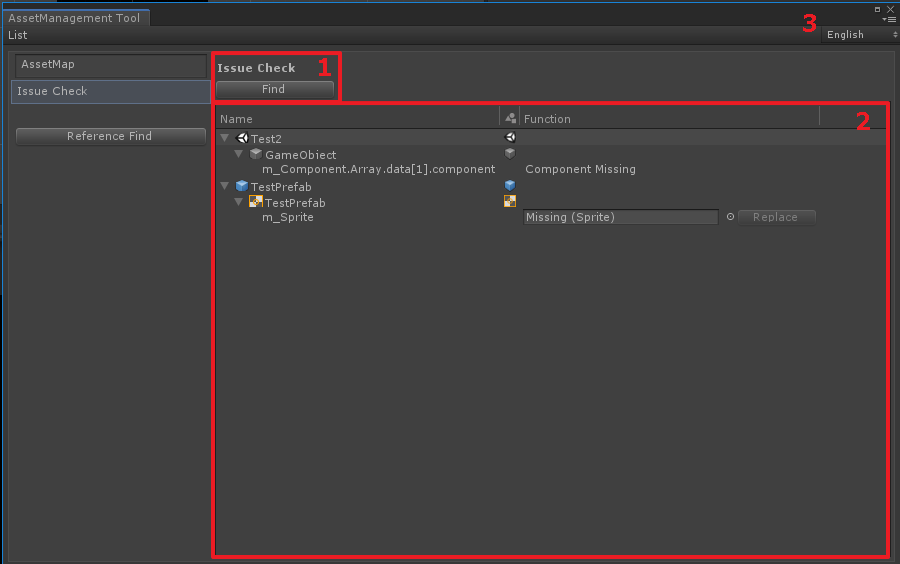 AssetManagement Tool
List
3
English
AssetMap
Issue Check
Reference Find
Issue Check
1
Find
Name
Function
2
Test2
GameObject
m_Component.Array.data[1].component
Component Missing
TestPrefab
TestPrefab
m_Sprite
Missing (Sprite)
Replace